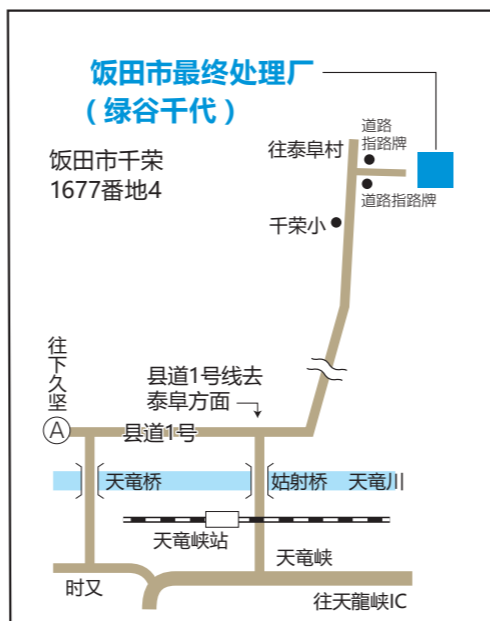 饭田市最终处理厂
（绿谷千代）
饭田市千荣
1677番地4
道路
指路牌
往泰阜村
道路指路牌
千荣小
往下久坚
A
县道1号线去
泰阜方面
县道1号
天竜桥
姑射桥
天竜川
天竜峡站
天竜峡
时又
往天龍峡IC